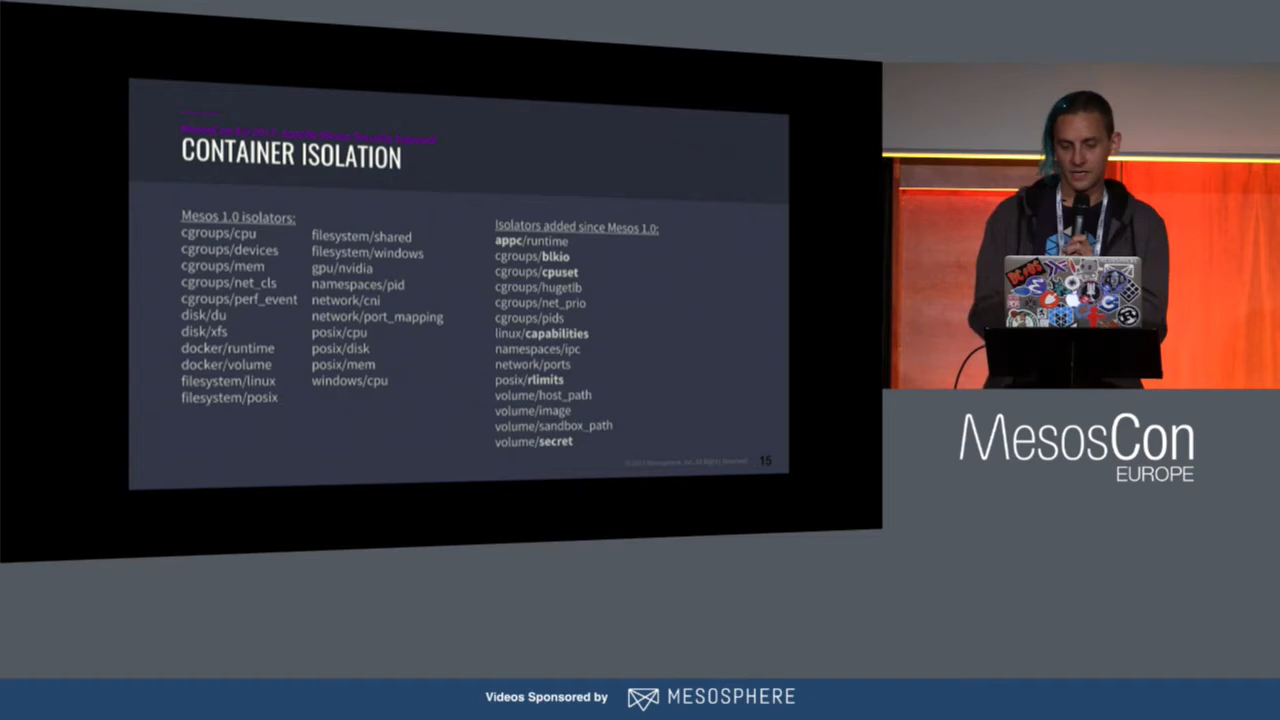 CONTAINER ISOLATION
Mesos 1.0 isolators:
cgroups/cpu
cgroups/devices
cgroups/mem
cgroups/net_cls
cgroups/perf_event
disk/du
disk/xfs
docker/runtime
docker/volume
filesystem/linux
filesystem/posix
filesystem/shared
filesystem/windows
gpu/nvidia
namespaces/pid
network/cni
network/port_mapping
posix/cpu
posix/disk
posix/mem
windows/cpu
Isolators added since Mesos 1.0:
appc/runtime
cgroups/blkio
cgroups/cpuset
cgroups/hugetlb
cgroups/net_prio
cgroups/pids
linux/capabilities
namespaces/ipc
network/ports
posix/rlimits
volume/host_path
volume/image
volume/sandbox_path
volume/secret
15
MesosCon
EUROPE
Videos Sponsored by
MESOSPHERE